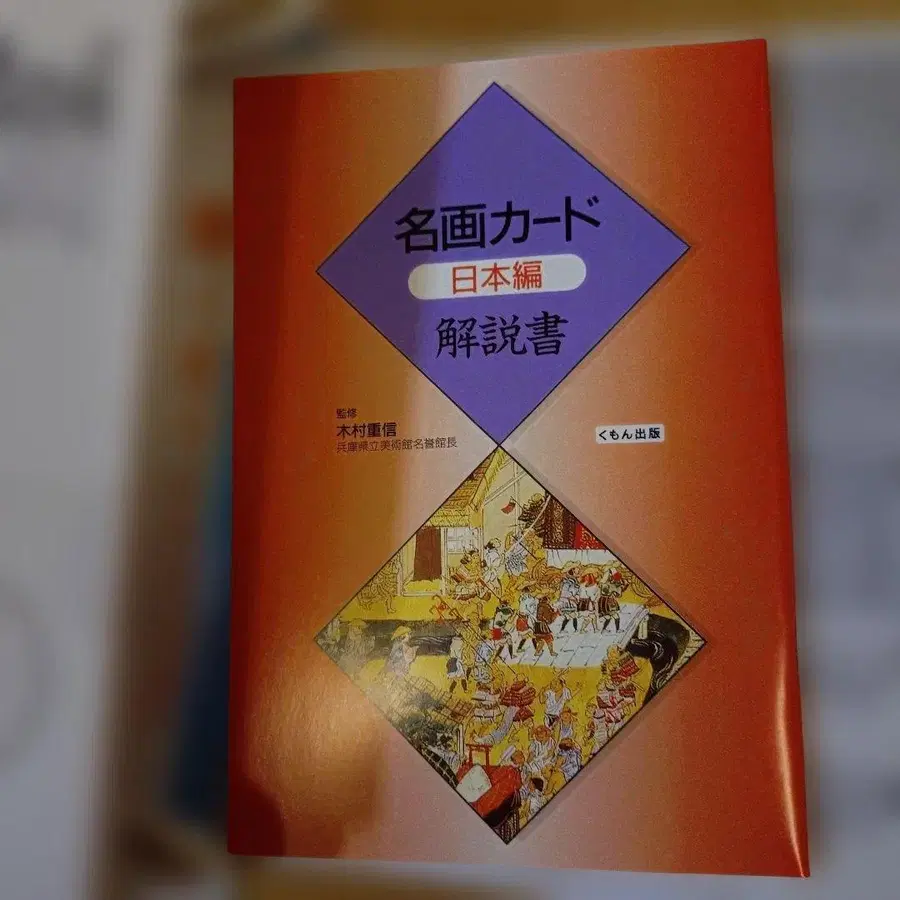 名画カード
日本編
解説書
監修
木村重信
兵庫県立美術館名誉館長
くもん出版